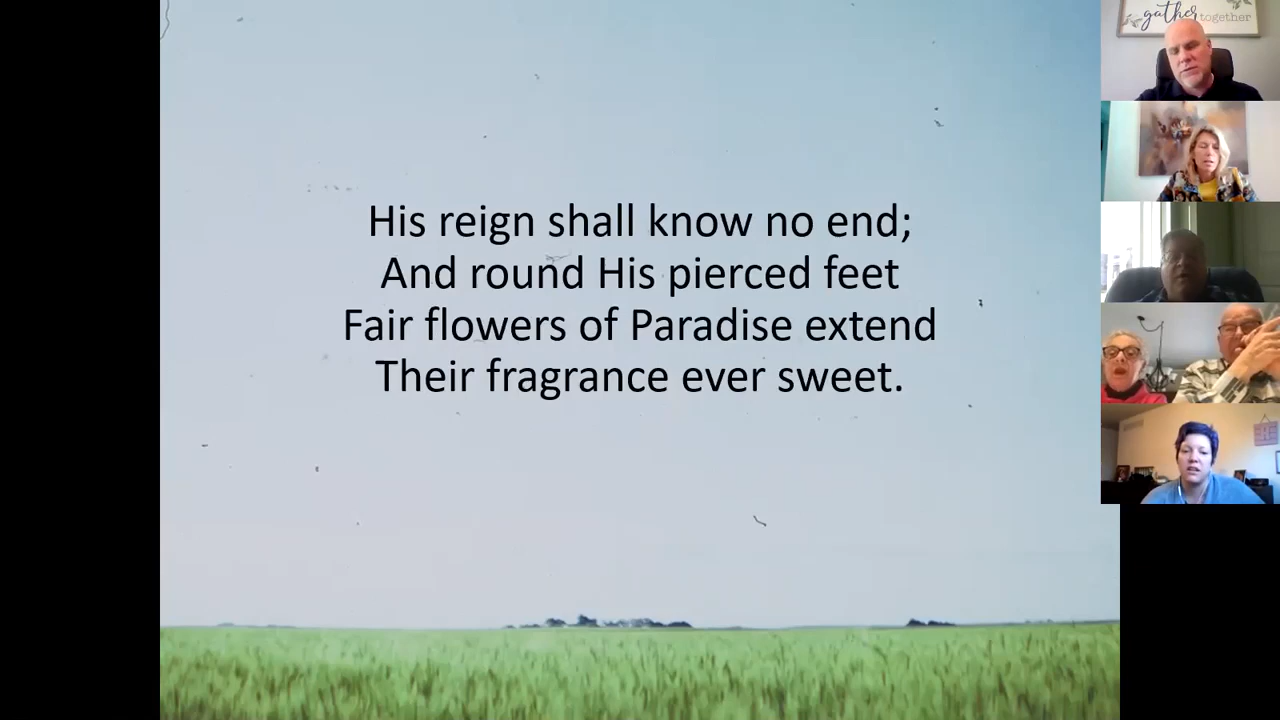 His reign shall know no end;
And round His pierced feet
Fair flowers of Paradise extend
Their fragrance ever sweet.
gather together